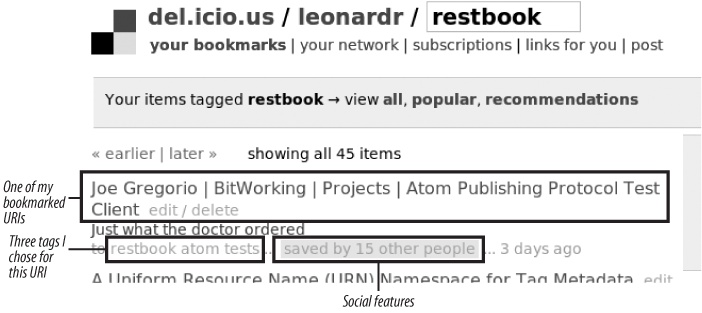 del.icio.us / leonardr / restbook
your bookmarks | your network | subscriptions | links for you | post
Your items tagged restbook → view all, popular, recommendations
« earlier | later » showing all 45 items
One of my
bookmarked
URIs
Joe Gregorio | BitWorking | Projects | Atom Publishing Protocol Test
Client edit / delete
Just what the doctor ordered
Three tags I
chose for
this URI
to restbook atom tests ... saved by 15 other people ... 3 days ago
A Uniform Resource Name (URN) Namespace for Tag Metadata edit
Social features